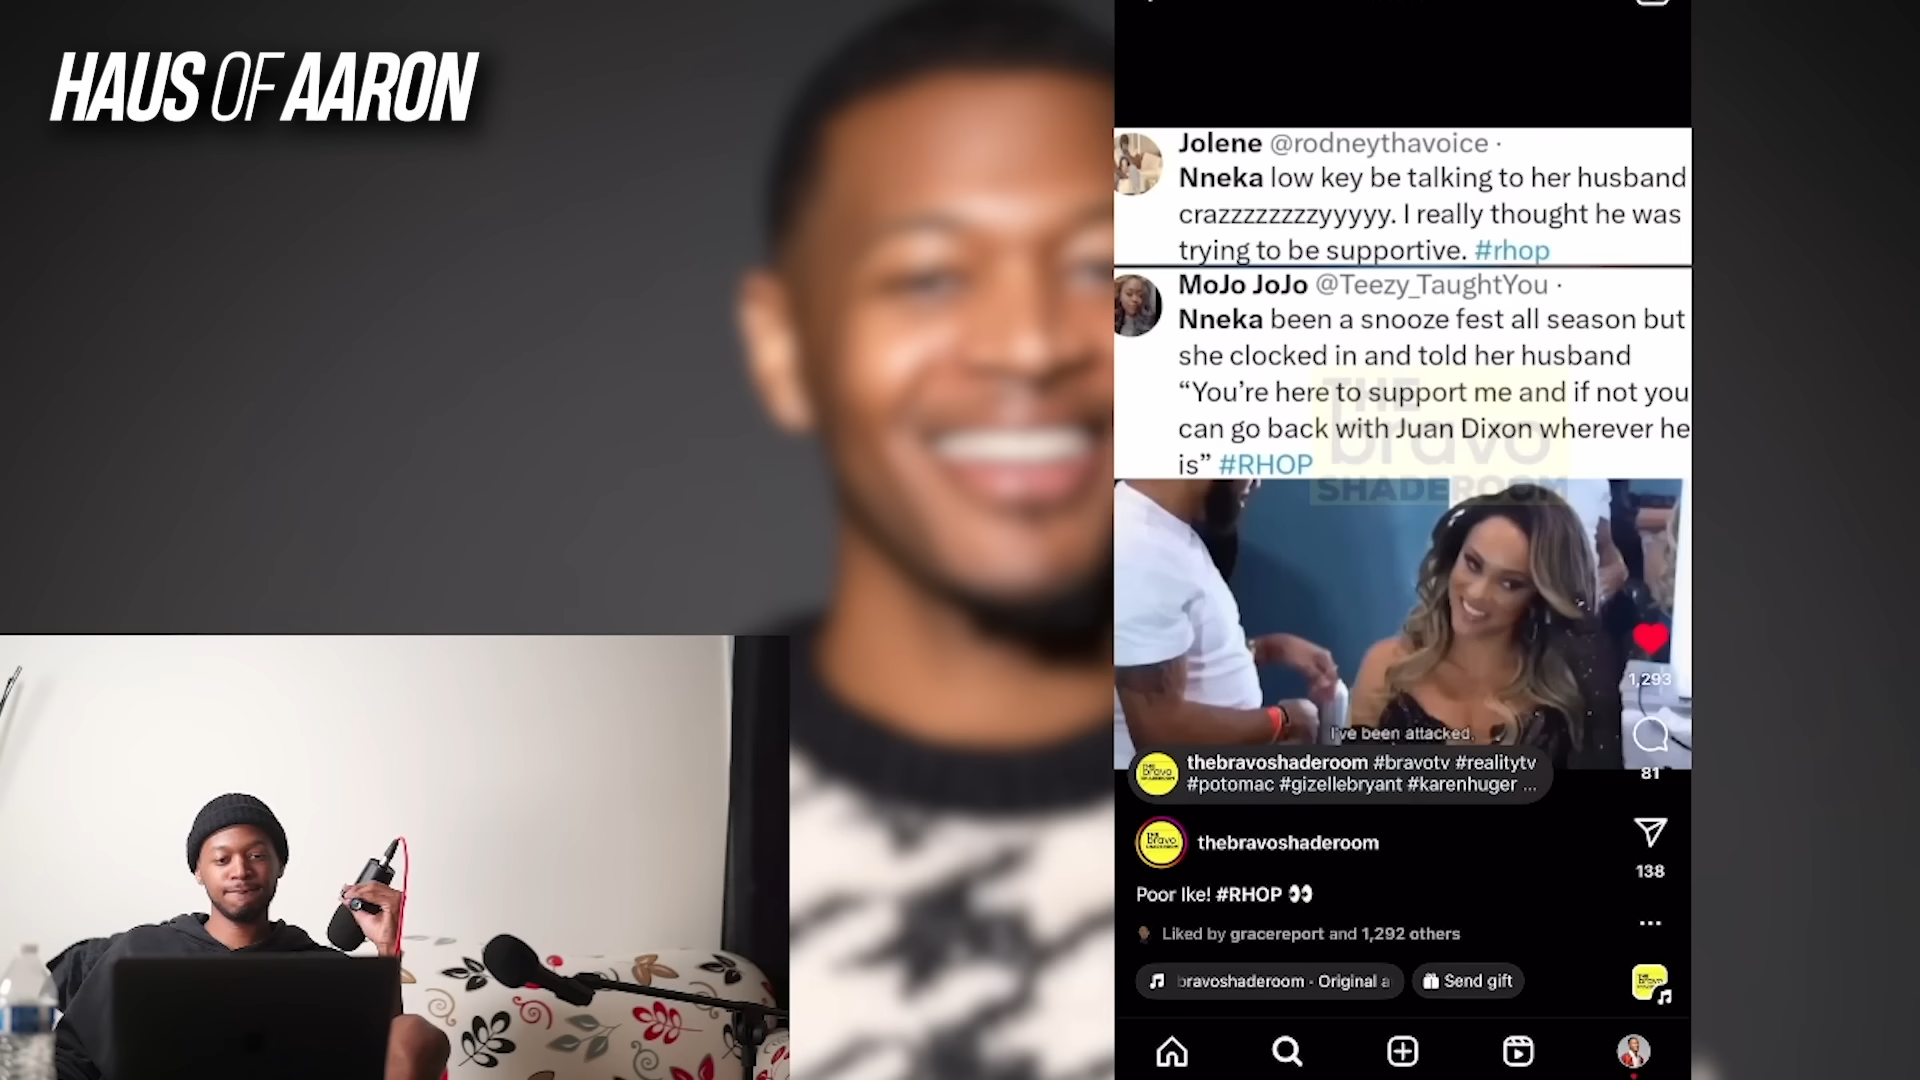 HAUS OF AARON
Jolene @rodneythavoice ·
Nneka low key be talking to her husband
crazzzzzzzzyyyyy. I really thought he was
trying to be supportive. #rhop
MoJo JoJo @Teezy_TaughtYou ·
Nneka been a snooze fest all season but
she clocked in and told her husband
“You’re here to support me and if not you
can go back with Juan Dixon wherever he
is” #RHOP
THE
bravo
SHADEROOM
I've been attacked,
1,293
thebravoshaderoom #bravotv #realitytv
#potomac #gizellebryant #karenhuger ...
81
thebravoshaderoom
138
Poor Ike! #RHOP 👀
Liked by gracereport and 1,292 others
bravoshaderoom · Original a
Send gift